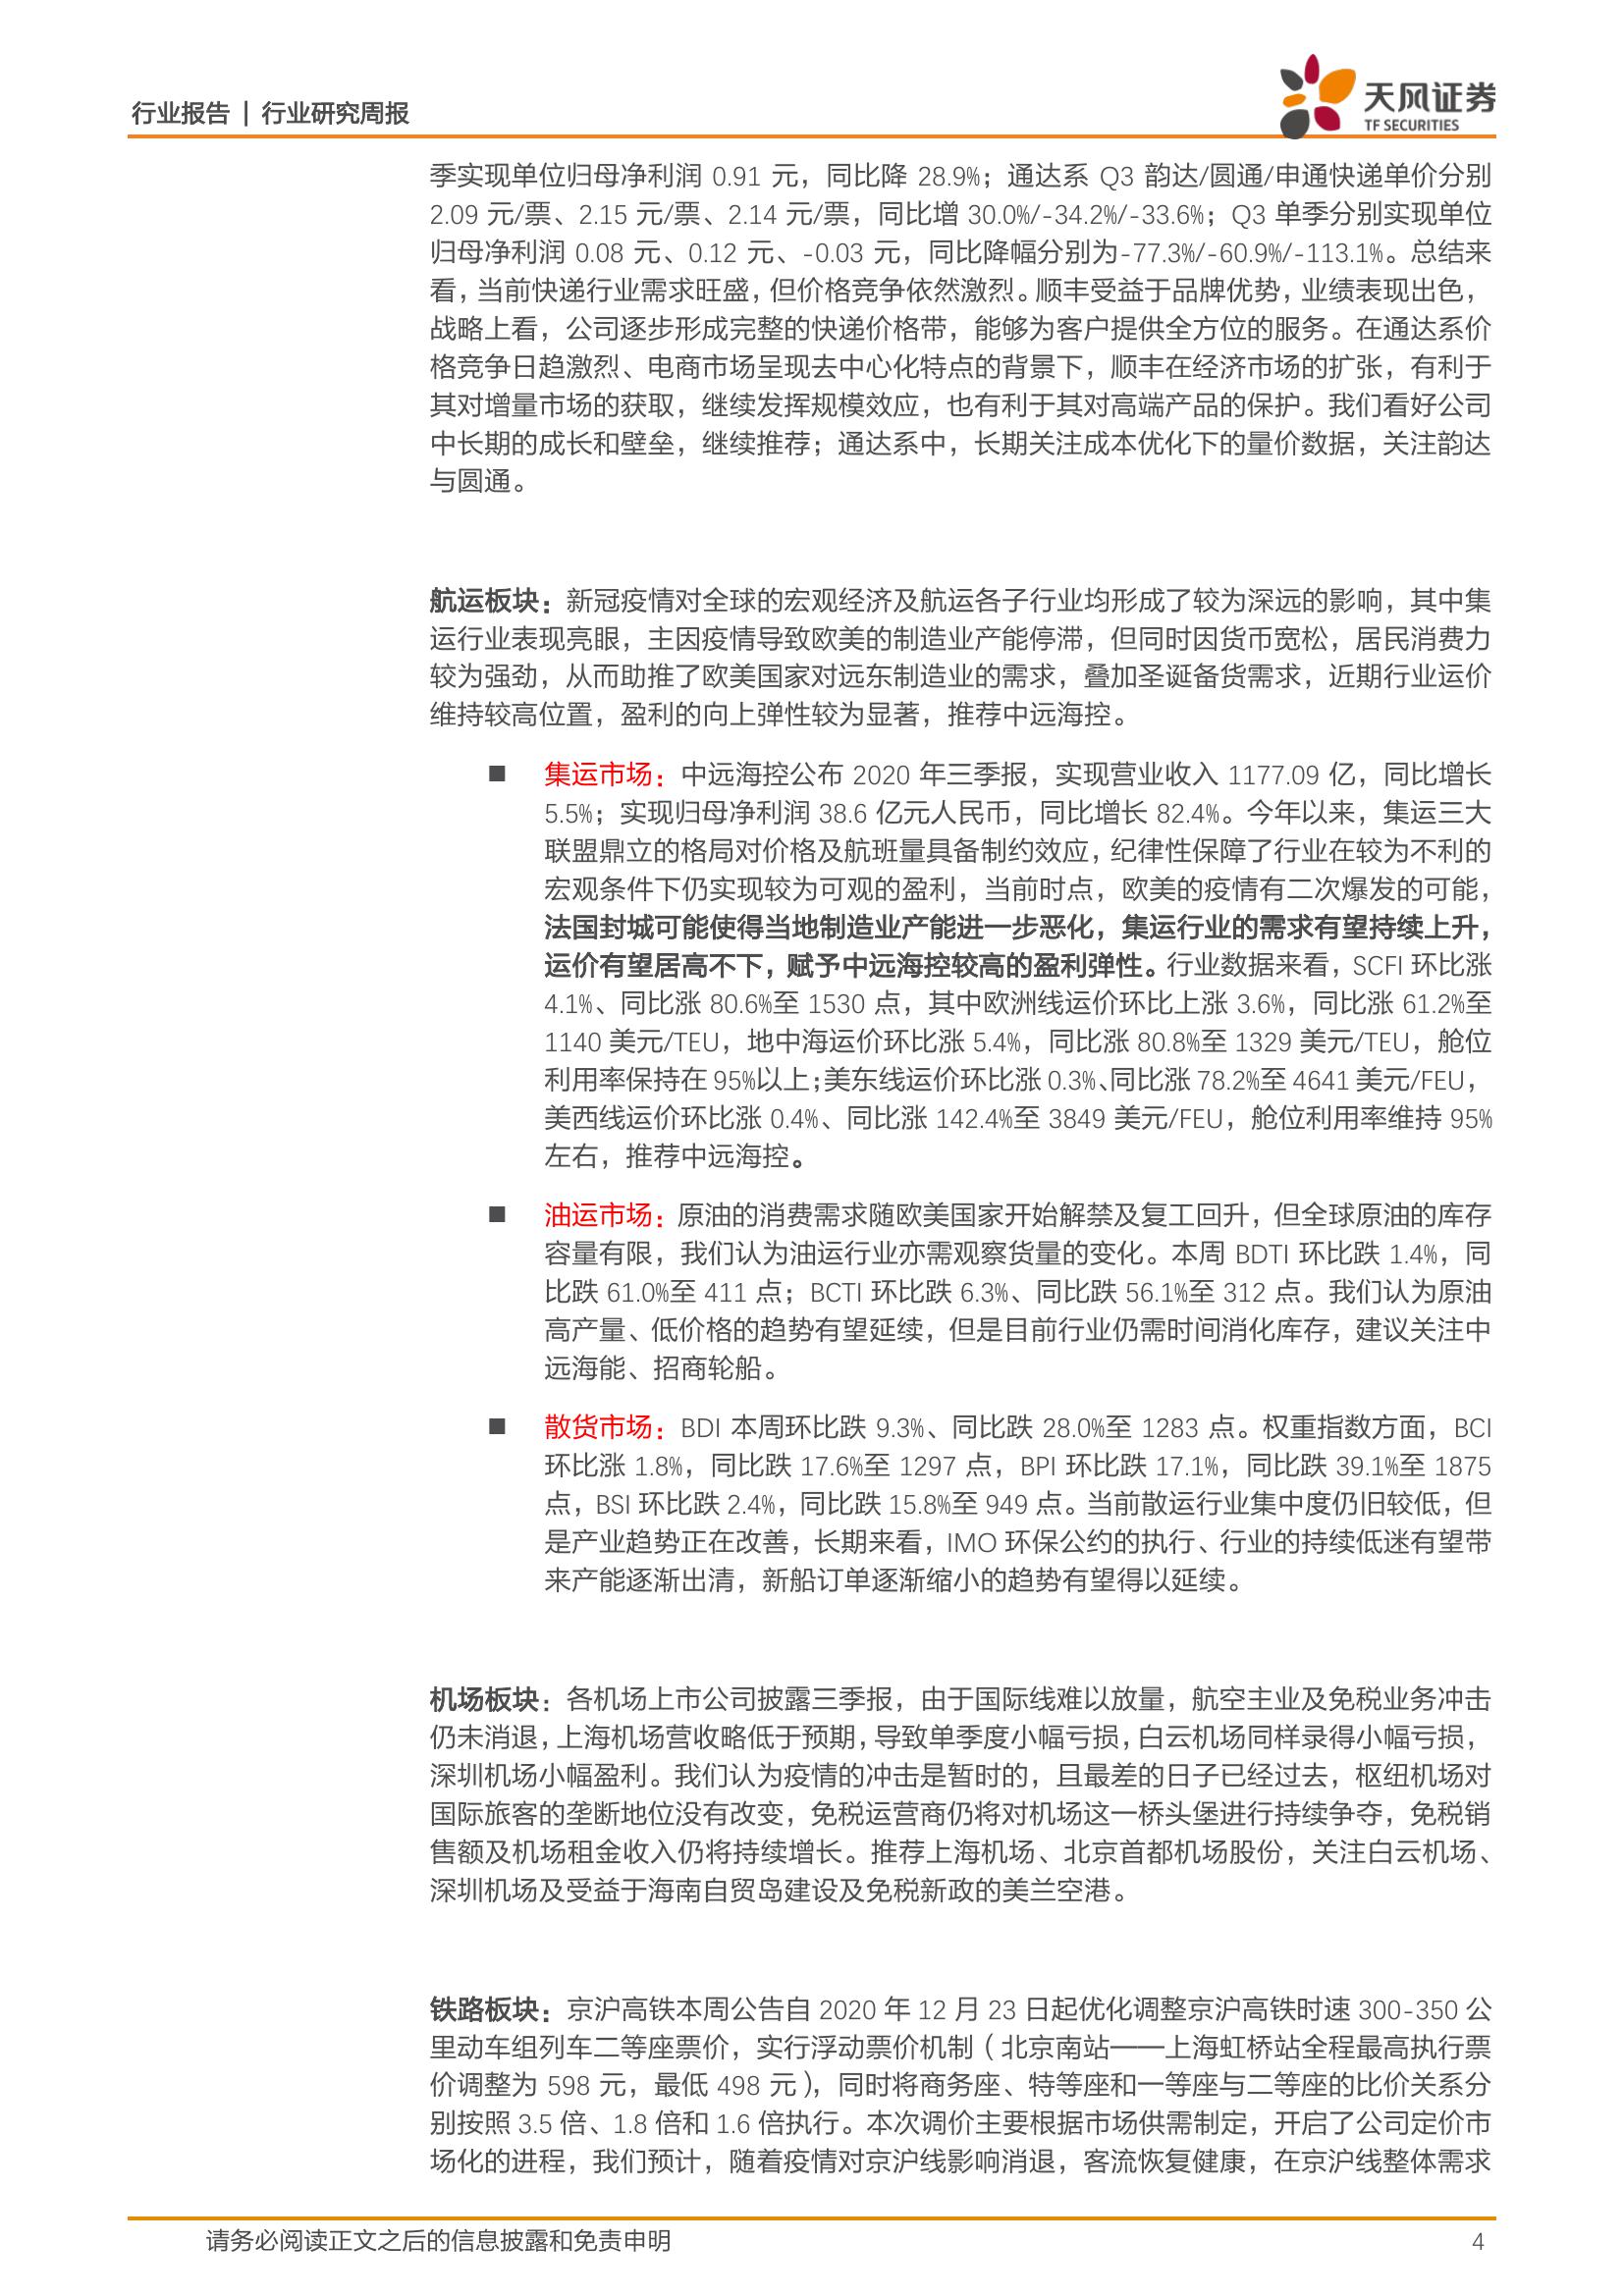 行业报告 | 行业研究周报
天风证券
TF SECURITIES
季实现单位归母净利润 0.91 元，同比降 28.9%；通达系 Q3 韵达/圆通/申通快递单价分别
2.09 元/票、2.15 元/票、2.14 元/票，同比增 30.0%/-34.2%/-33.6%；Q3 单季分别实现单位
归母净利润 0.08 元、0.12 元、-0.03 元，同比降幅分别为-77.3%/-60.9%/-113.1%。总结来
看，当前快递行业需求旺盛，但价格竞争依然激烈。顺丰受益于品牌优势，业绩表现出色，
战略上看，公司逐步形成完整的快递价格带，能够为客户提供全方位的服务。在通达系价
格竞争日趋激烈、电商市场呈现去中心化特点的背景下，顺丰在经济市场的扩张，有利于
其对增量市场的获取，继续发挥规模效应，也有利于其对高端产品的保护。我们看好公司
中长期的成长和壁垒，继续推荐；通达系中，长期关注成本优化下的量价数据，关注韵达
与圆通。
航运板块：新冠疫情对全球的宏观经济及航运各子行业均形成了较为深远的影响，其中集
运行业表现亮眼，主因疫情导致欧美的制造业产能停滞，但同时因货币宽松，居民消费力
较为强劲，从而助推了欧美国家对远东制造业的需求，叠加圣诞备货需求，近期行业运价
维持较高位置，盈利的向上弹性较为显著，推荐中远海控。
■ 集运市场：中远海控公布 2020 年三季报，实现营业收入 1177.09 亿，同比增长
5.5%；实现归母净利润 38.6 亿元人民币，同比增长 82.4%。今年以来，集运三大
联盟鼎立的格局对价格及航班量具备制约效应，纪律性保障了行业在较为不利的
宏观条件下仍实现较为可观的盈利，当前时点，欧美的疫情有二次爆发的可能，
法国封城可能使得当地制造业产能进一步恶化，集运行业的需求有望持续上升，
运价有望居高不下，赋予中远海控较高的盈利弹性。行业数据来看，SCFI 环比涨
4.1%、同比涨 80.6%至 1530 点，其中欧洲线运价环比上涨 3.6%，同比涨 61.2%至
1140 美元/TEU，地中海运价环比涨 5.4%，同比涨 80.8%至 1329 美元/TEU，舱位
利用率保持在 95%以上；美东线运价环比涨 0.3%、同比涨 78.2%至 4641 美元/FEU，
美西线运价环比涨 0.4%、同比涨 142.4%至 3849 美元/FEU，舱位利用率维持 95%
左右，推荐中远海控。
■ 油运市场：原油的消费需求随欧美国家开始解禁及复工回升，但全球原油的库存
容量有限，我们认为油运行业亦需观察货量的变化。本周 BDTI 环比跌 1.4%，同
比跌 61.0%至 411 点；BCTI 环比跌 6.3%、同比跌 56.1%至 312 点。我们认为原油
高产量、低价格的趋势有望延续，但是目前行业仍需时间消化库存，建议关注中
远海能、招商轮船。
■ 散货市场：BDI 本周环比跌 9.3%、同比跌 28.0%至 1283 点。权重指数方面，BCI
环比涨 1.8%，同比跌 17.6%至 1297 点，BPI 环比跌 17.1%，同比跌 39.1%至 1875
点，BSI 环比跌 2.4%，同比跌 15.8%至 949 点。当前散运行业集中度仍旧较低，但
是产业趋势正在改善，长期来看，IMO 环保公约的执行、行业的持续低迷有望带
来产能逐渐出清，新船订单逐渐缩小的趋势有望得以延续。
机场板块：各机场上市公司披露三季报，由于国际线难以放量，航空主业及免税业务冲击
仍未消退，上海机场营收略低于预期，导致单季度小幅亏损，白云机场同样录得小幅亏损，
深圳机场小幅盈利。我们认为疫情的冲击是暂时的，且最差的日子已经过去，枢纽机场对
国际旅客的垄断地位没有改变，免税运营商仍将对机场这一桥头堡进行持续争夺，免税销
售额及机场租金收入仍将持续增长。推荐上海机场、北京首都机场股份，关注白云机场、
深圳机场及受益于海南自贸岛建设及免税新政的美兰空港。
铁路板块：京沪高铁本周公告自 2020 年 12 月 23 日起优化调整京沪高铁时速 300-350 公
里动车组列车二等座票价，实行浮动票价机制（北京南站——上海虹桥站全程最高执行票
价调整为 598 元，最低 498 元），同时将商务座、特等座和一等座与二等座的比价关系分
别按照 3.5 倍、1.8 倍和 1.6 倍执行。本次调价主要根据市场供需制定，开启了公司定价市
场化的进程，我们预计，随着疫情对京沪线影响消退，客流恢复健康，在京沪线整体需求
请务必阅读正文之后的信息披露和免责申明
4